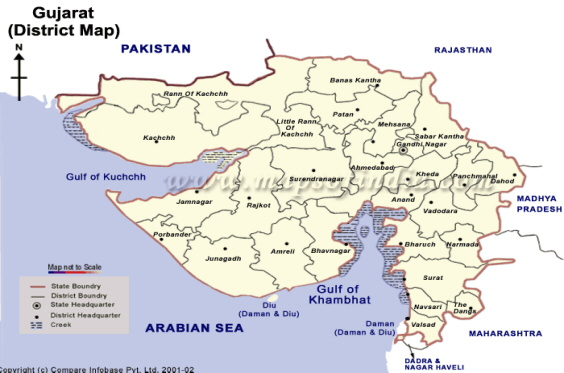 Gujarat
(District Map)
N
PAKISTAN
RAJASTHAN
Rann Of Kachchh
Banas Kantha
Little Rann
Of
Kachchh
Patan
Mehsana
Sabar Kantha
Kachchh
Gandhi Nagar
Ahmedabad
Gulf of Kuchchh
www.mapsofindia.com
Surendranagar
Kheda
Panchmahal
Dahod
Jamnagar
Rajkot
Anand
Vadodara
MADHYA
PRADESH
Porbander
Junagadh
Amreli
Bhavnagar
Bharuch
Narmada
Map not to Scale
State Boundry
District Boundry
State Headquarter
District Headquarter
Creek
Gulf of
Khambhat
Surat
Diu
(Daman & Diu)
Navsari
The
Dangs
ARABIAN SEA
Daman
(Daman & Diu)
Valsad
MAHARASHTRA
DADRA &
NAGAR HAVELI
Copyright (c) Compare Infobase Pvt. Ltd. 2001-02